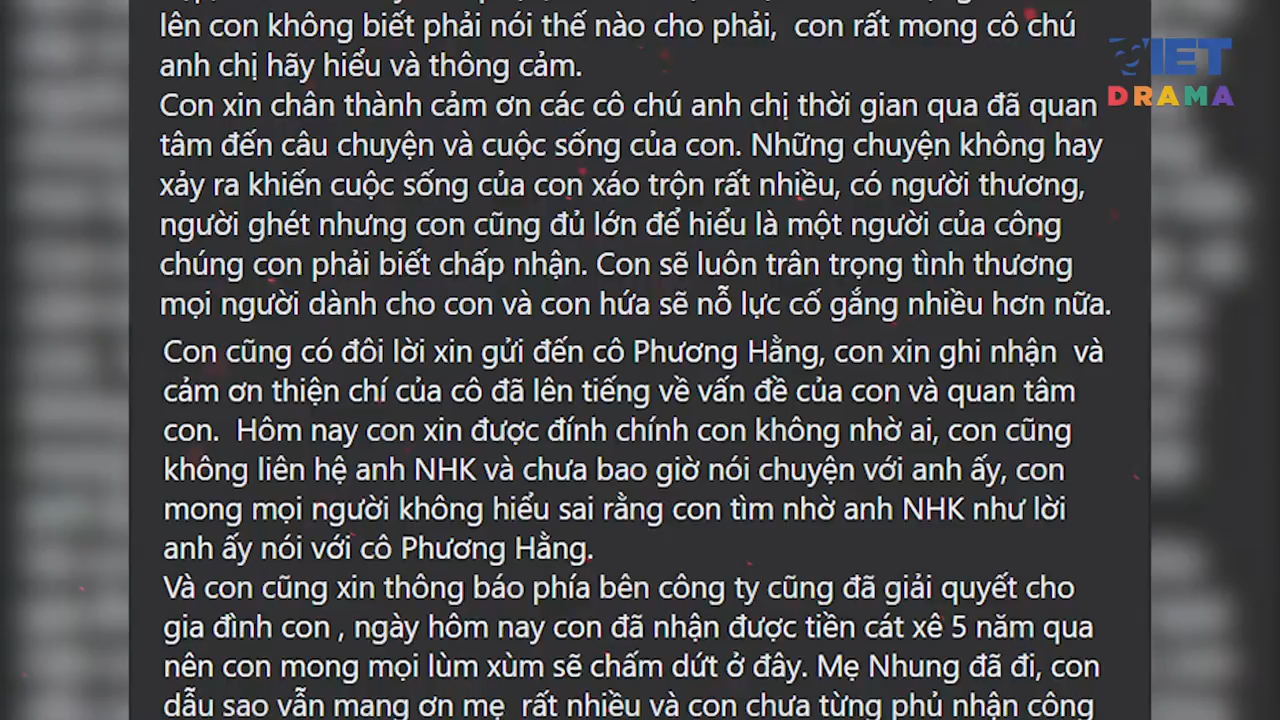 lên con không biết phải nói thế nào cho phải, con rất mong cô chú
anh chị hãy hiểu và thông cảm.
Con xin chân thành cảm ơn các cô chú anh chị thời gian qua đã quan
tâm đến câu chuyện và cuộc sống của con. Những chuyện không hay
xảy ra khiến cuộc sống của con xáo trộn rất nhiều, có người thương,
người ghét nhưng con cũng đủ lớn để hiểu là một người của công
chúng con phải biết chấp nhận. Con sẽ luôn trân trọng tình thương
mọi người dành cho con và con hứa sẽ nỗ lực cố gắng nhiều hơn nữa.
Con cũng có đôi lời xin gửi đến cô Phương Hằng, con xin ghi nhận và
cảm ơn thiện chí của cô đã lên tiếng về vấn đề của con và quan tâm
con. Hôm nay con xin được đính chính con không nhờ ai, con cũng
không liên hệ anh NHK và chưa bao giờ nói chuyện với anh ấy, con
mong mọi người không hiểu sai rằng con tìm nhờ anh NHK như lời
anh ấy nói với cô Phương Hằng.
Và con cũng xin thông báo phía bên công ty cũng đã giải quyết cho
gia đình con , ngày hôm nay con đã nhận được tiền cát xê 5 năm qua
nên con mong mọi lùm xùm sẽ chấm dứt ở đây. Mẹ Nhung đã đi, con
dẫu sao vẫn mang ơn mẹ rất nhiều và con chưa từng phủ nhận công
VIET
DRAMA